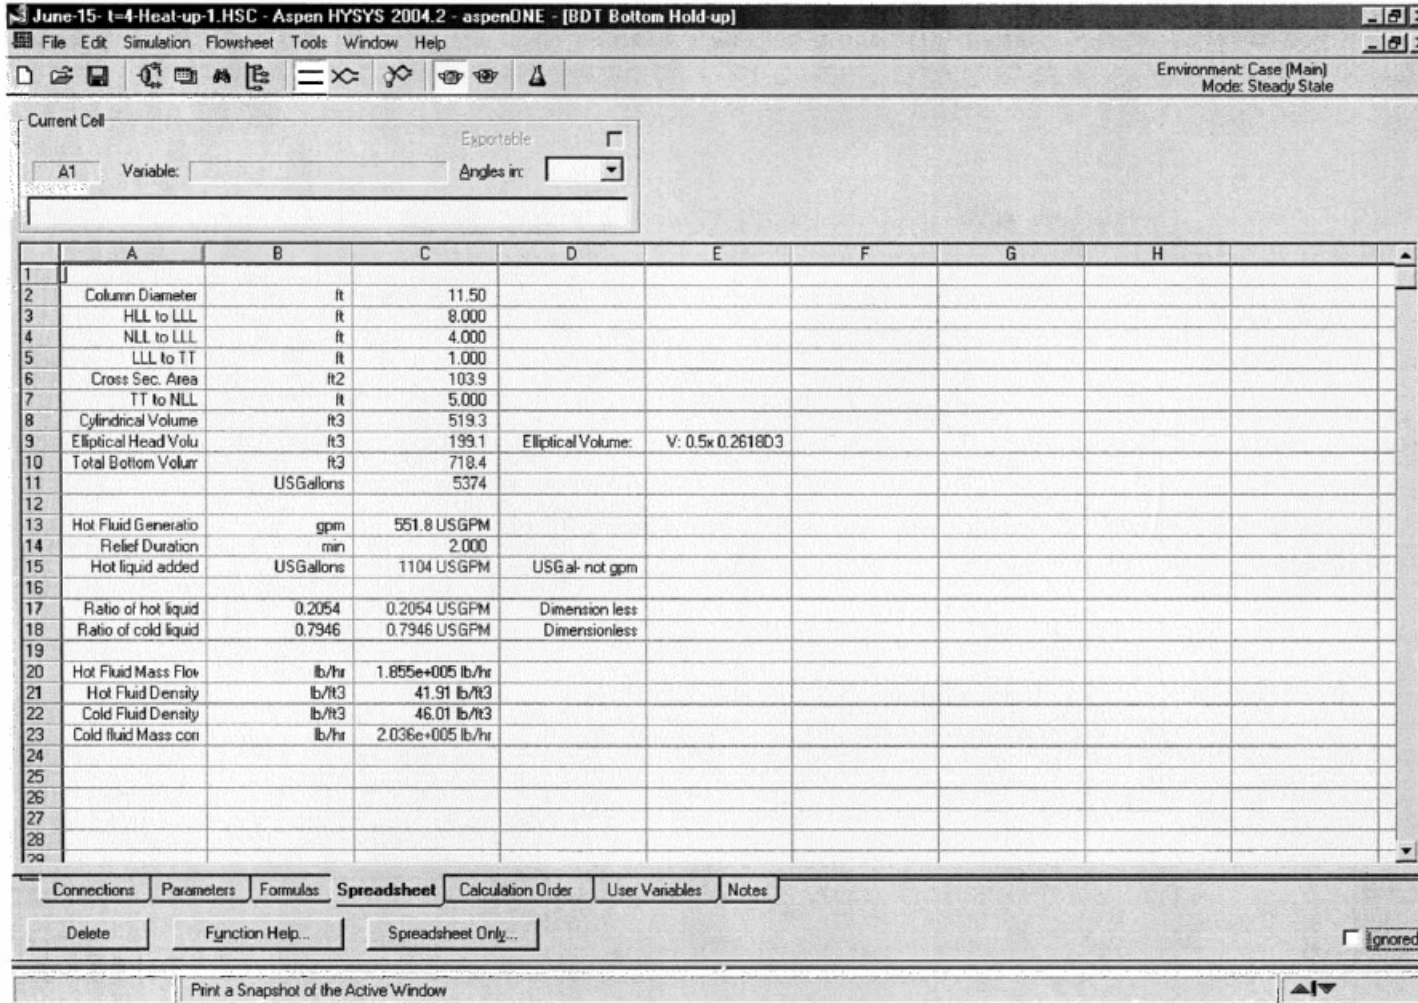 June-15- t=4-Heat-up-1.HSC - Aspen HYSYS 2004.2 - aspenONE - [BDT Bottom Hold-up]
File Edit Simulation Flowsheet Tools Window Help
Environment: Case (Main)
Mode: Steady State
Current Cell
Exportable
A1 Variable: Angles in:
A B C D E F G H
1
2 Column Diameter ft 11.50
3 HLL to LLL ft 8.000
4 NLL to LLL ft 4.000
5 LLL to TT ft 1.000
6 Cross Sec. Area ft2 103.9
7 TT to NLL ft 5.000
8 Cylindrical Volume ft3 519.3
9 Elliptical Head Volu ft3 199.1 Elliptical Volume: V: 0.5x 0.2618D3
10 Total Bottom Volum ft3 718.4
11 USGallons 5374
12
13 Hot Fluid Generatio gpm 551.8 USGPM
14 Relief Duration min 2.000
15 Hot liquid added USGallons 1104 USGPM USGal- not gpm
16
17 Ratio of hot liquid 0.2054 0.2054 USGPM Dimension less
18 Ratio of cold liquid 0.7946 0.7946 USGPM Dimensionless
19
20 Hot Fluid Mass Flov lb/hr 1.855e+005 lb/hr
21 Hot Fluid Density lb/ft3 41.91 lb/ft3
22 Cold Fluid Density lb/ft3 46.01 lb/ft3
23 Cold fluid Mass con lb/hr 2.036e+005 lb/hr
24
25
26
27
28
29
Connections Parameters Formulas Spreadsheet Calculation Order User Variables Notes
Delete Function Help... Spreadsheet Only... Ignored
Print a Snapshot of the Active Window